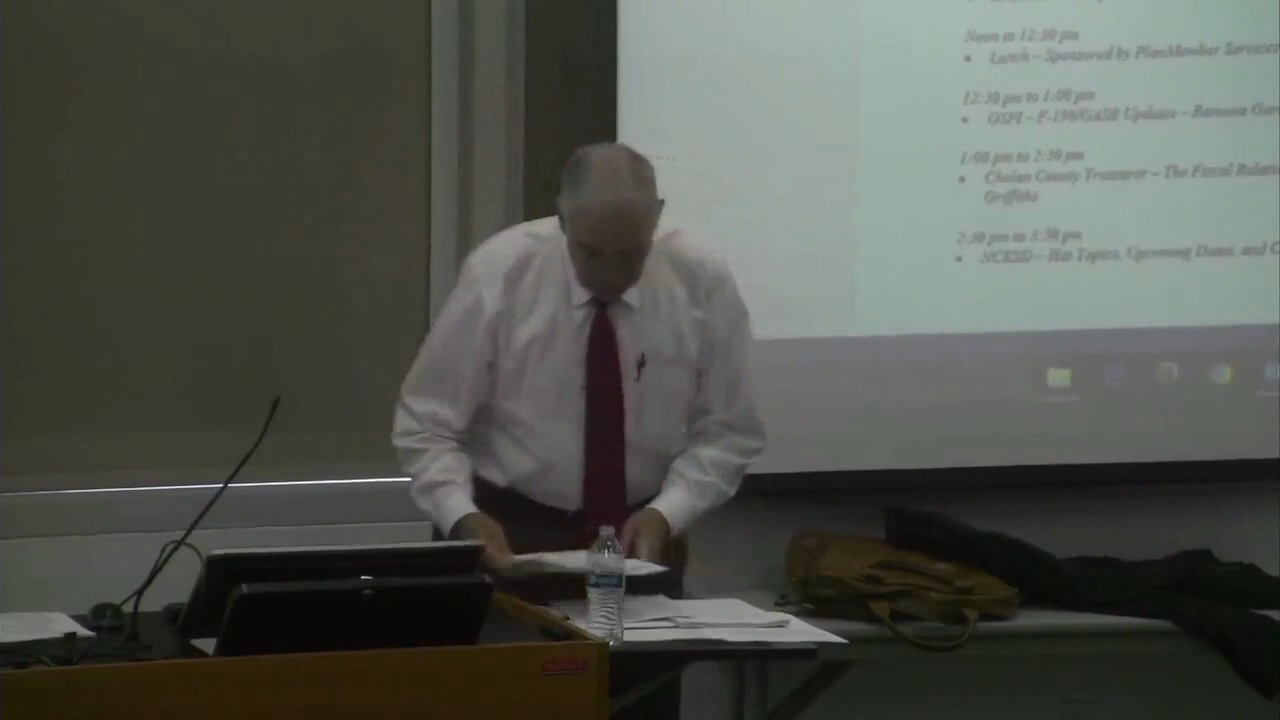 Noon to 12:30 pm
• Lunch – Sponsored by PlanMember Services
12:30 pm to 1:00 pm
• OSPI – F-196/GASB Updates –
1:00 pm to 2:30 pm
• Chelan County Treasurer – The Fiscal
Griffiths
2:30 pm to 3:30 pm
• NCESD – Hot Topics, Upcoming Dates, and